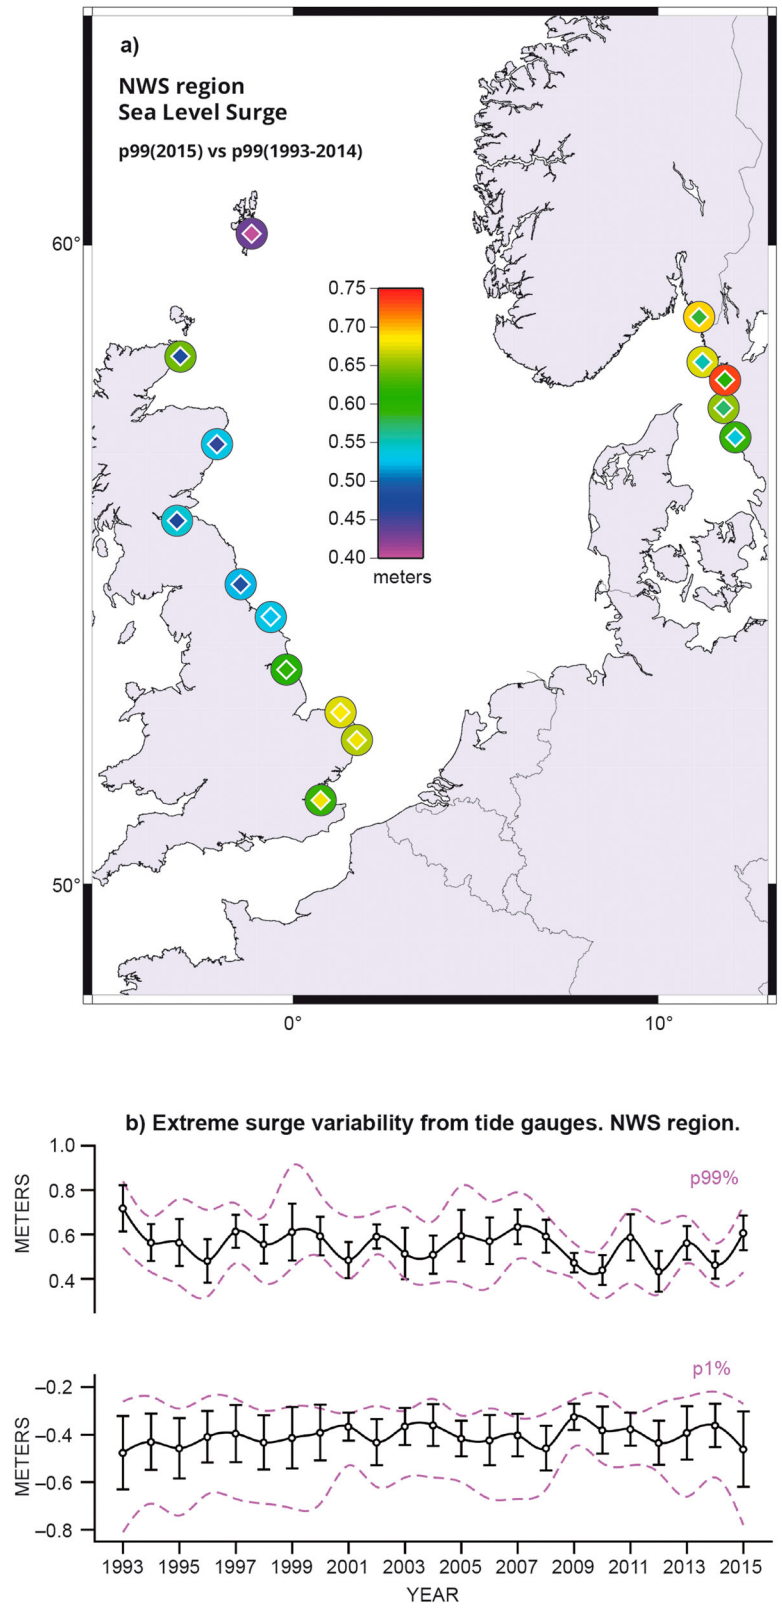 a)
NWS region
Sea Level Surge
p99(2015) vs p99(1993-2014)
60°
0.75
0.70
0.65
0.60
0.55
0.50
0.45
0.40
meters
50°
0°
10°
b) Extreme surge variability from tide gauges. NWS region.
1.0
p99%
0.8
METERS
0.6
0.4
p1%
−0.2
−0.4
METERS
−0.6
−0.8
1993 1995 1997 1999 2001 2003 2005 2007 2009 2011 2013 2015
YEAR